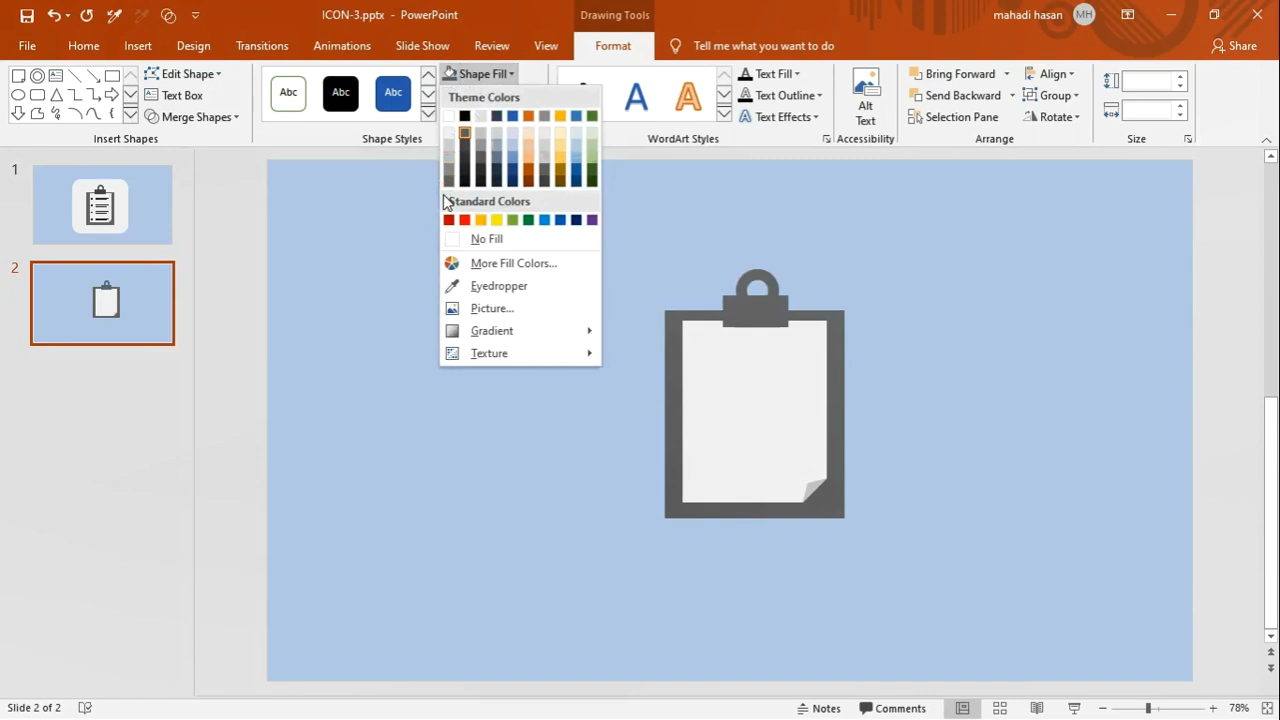 ICON-3.pptx - PowerPoint
Drawing Tools
mahadi hasan MH
File Home Insert Design Transitions Animations Slide Show Review View Format Tell me what you want to do Share
Edit Shape
Text Box
Merge Shapes
Insert Shapes
Abc Abc Abc
Shape Styles
Shape Fill
Theme Colors
Standard Colors
No Fill
More Fill Colors...
Eyedropper
Picture...
Gradient
Texture
A A
Text Fill
Text Outline
Text Effects
WordArt Styles
Alt
Text
Accessibility
Bring Forward
Send Backward
Selection Pane
Align
Rotate
Arrange
Size
1
2
Slide 2 of 2
Notes
Comments
78%